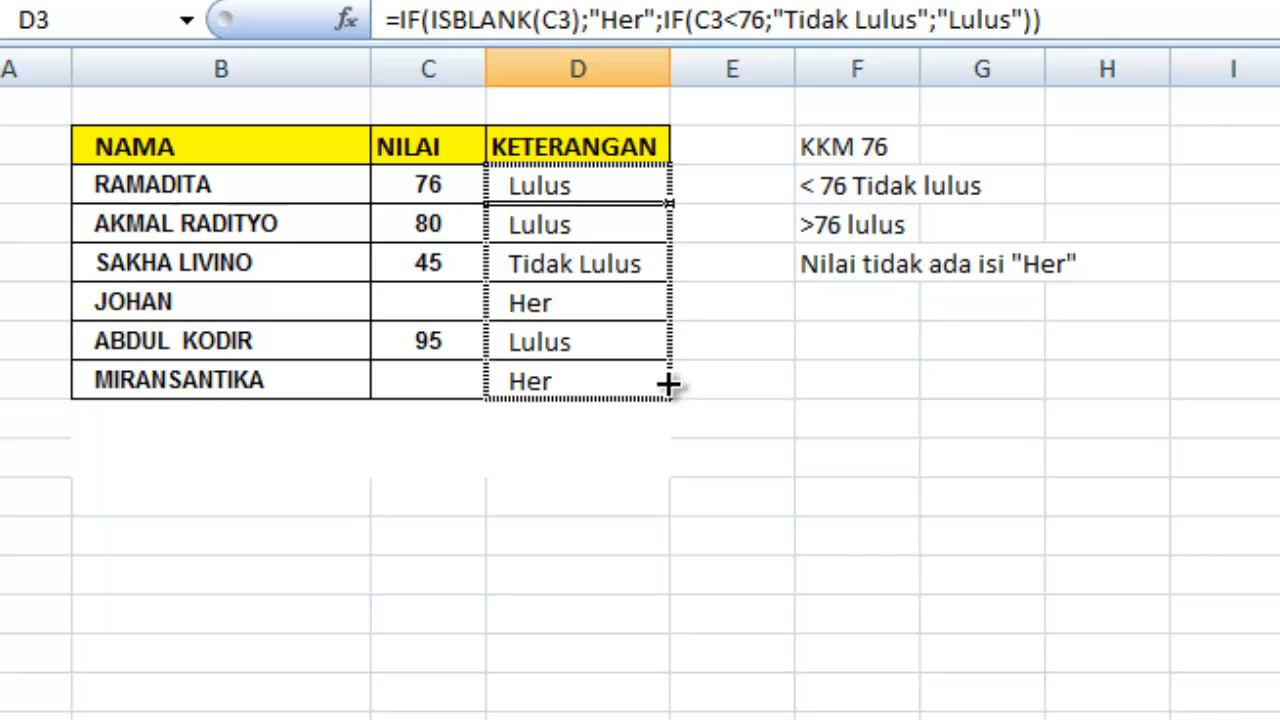 D3 fx =IF(ISBLANK(C3);"Her";IF(C3<76;"Tidak Lulus";"Lulus"))
A B C D E F G H I
NAMA NILAI KETERANGAN KKM 76
RAMADITA 76 Lulus < 76 Tidak lulus
AKMAL RADITYO 80 Lulus >76 lulus
SAKHA LIVINO 45 Tidak Lulus Nilai tidak ada isi "Her"
JOHAN Her
ABDUL KODIR 95 Lulus
MIRANSANTIKA Her